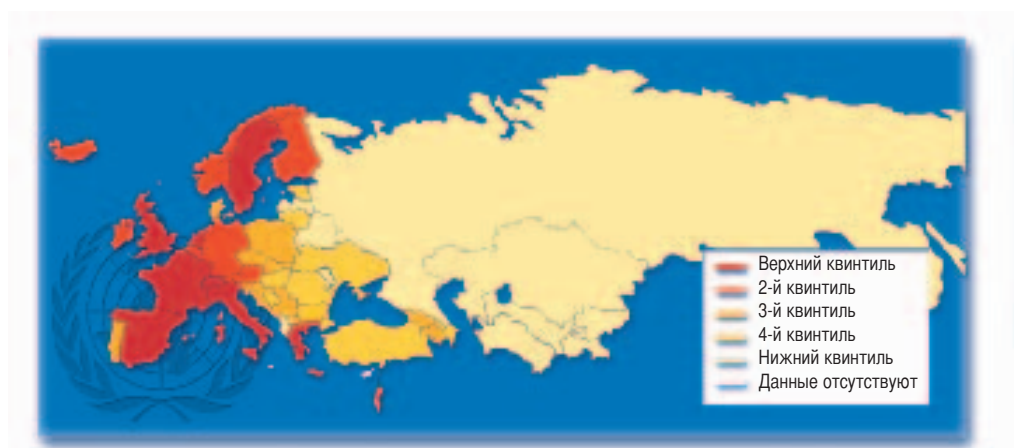 Верхний квинтиль
2-й квинтиль
3-й квинтиль
4-й квинтиль
Нижний квинтиль
Данные отсутствуют